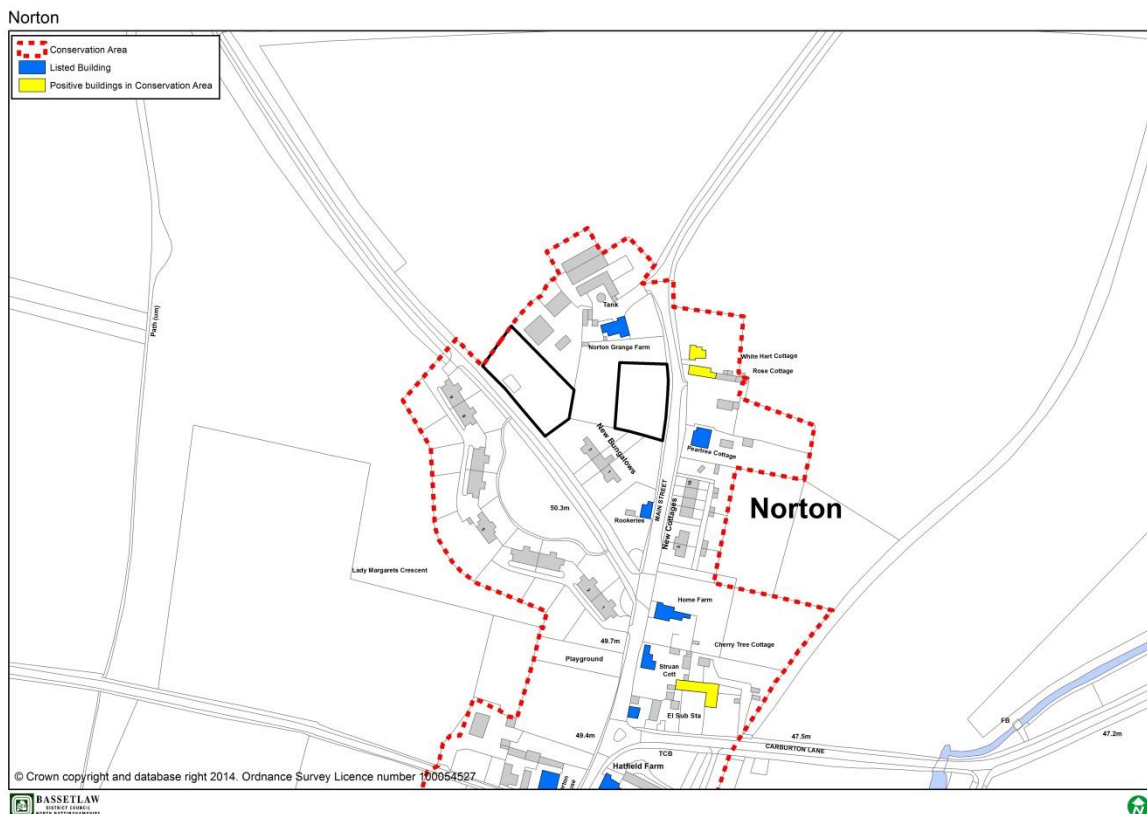 Norton
Conservation Area
Listed Building
Positive buildings in Conservation Area
Path (um)
Tank
Norton Grange Farm
White Hart Cottage
Rose Cottage
New Bungalows
Peartree Cottage
MAIN STREET
Norton
50.3m
Rookeries
New Cottages
Lady Margarets Crescent
Home Farm
49.7m
Cherry Tree Cottage
Playground
Struan
Cott
El Sub Sta
FB
49.4m
47.5m
47.2m
CARBURTON LANE
TCB
Hatfield Farm
© Crown copyright and database right 2014. Ordnance Survey Licence number 100054527
BASSETLAW
DISTRICT COUNCIL
NORTH NOTTINGHAMSHIRE
N